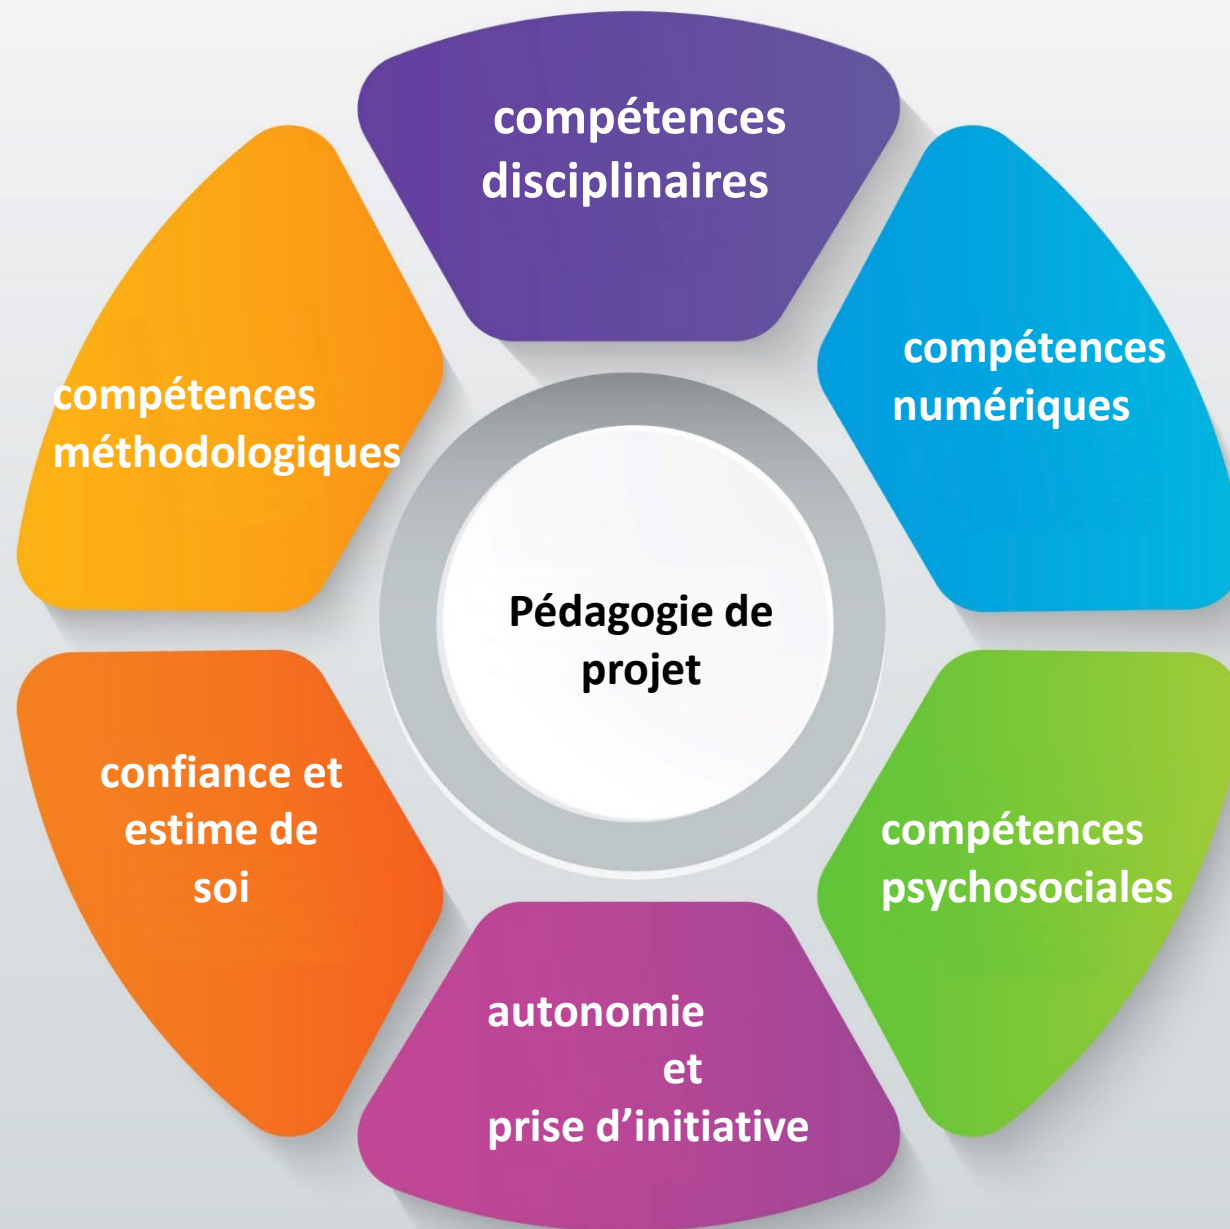 compétences
disciplinaires
compétences
numériques
compétences
psychosociales
autonomie
et
prise d’initiative
confiance et
estime de
soi
compétences
méthodologiques
Pédagogie de
projet